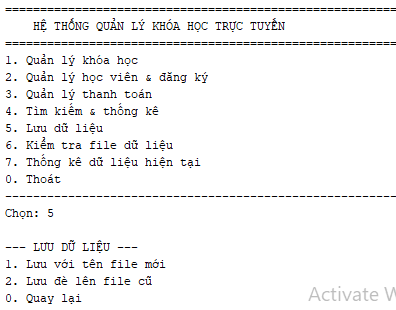 ============================================================
HỆ THỐNG QUẢN LÝ KHÓA HỌC TRỰC TUYẾN
============================================================
1. Quản lý khóa học
2. Quản lý học viên & đăng ký
3. Quản lý thanh toán
4. Tìm kiếm & thống kê
5. Lưu dữ liệu
6. Kiểm tra file dữ liệu
7. Thống kê dữ liệu hiện tại
0. Thoát
------------------------------------------------------------
Chọn: 5
--- LƯU DỮ LIỆU ---
1. Lưu với tên file mới
2. Lưu đè lên file cũ
0. Quay lại
Activate